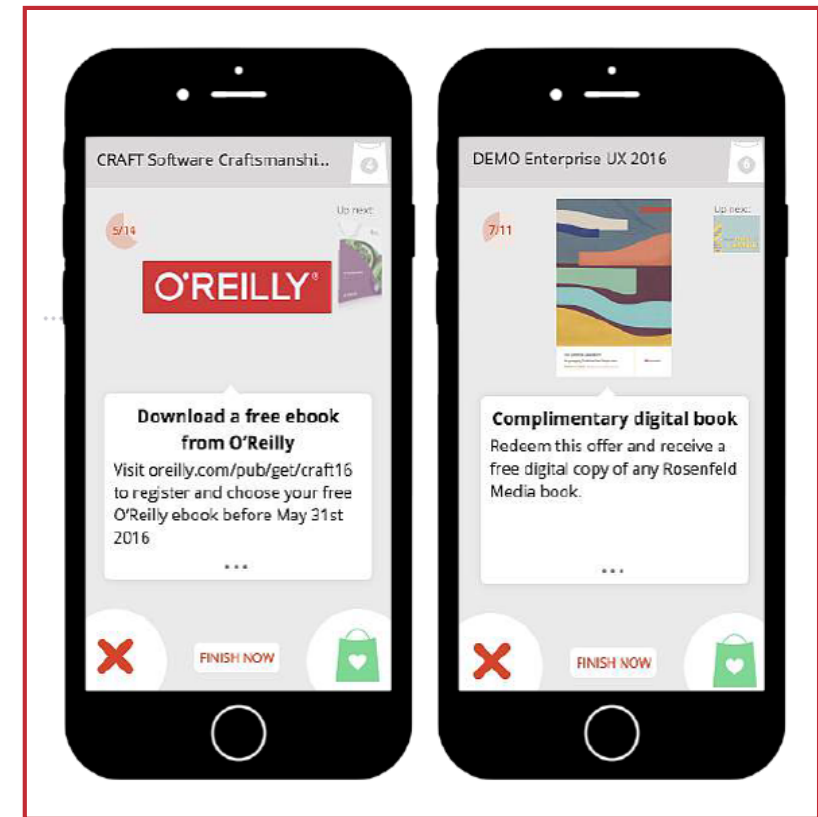 CRAFT Software Craftsmanshi...
4
5/14
Up next:
O'REILLY®
Download a free ebook
from O'Reilly
Visit oreilly.com/pub/get/craft16
to register and choose your free
O'Reilly ebook before May 31st
2016
...
FINISH NOW
DEMO Enterprise UX 2016
6
7/11
Up next:
Complimentary digital book
Redeem this offer and receive a
free digital copy of any Rosenfeld
Media book.
...
FINISH NOW